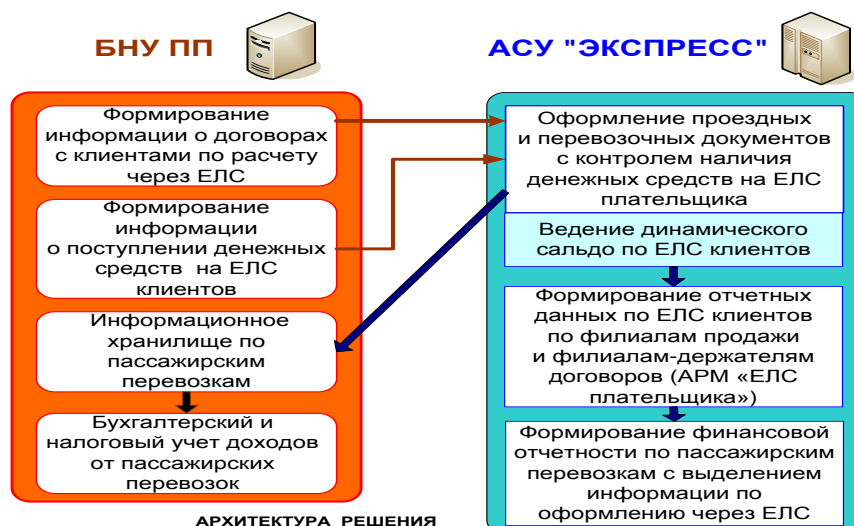 БНУ ПП
АСУ "ЭКСПРЕСС"
Формирование
информации о договорах
с клиентами по расчету
через ЕЛС
Формирование
информации
о поступлении денежных
средств на ЕЛС
клиентов
Информационное
хранилище по
пассажирским
перевозкам
Бухгалтерский и
налоговый учет доходов
от пассажирских
перевозок
Оформление проездных
и перевозочных документов
с контролем наличия
денежных средств на ЕЛС
плательщика
Ведение динамического
сальдо по ЕЛС клиентов
Формирование отчетных
данных по ЕЛС клиентов
по филиалам продажи
и филиалам-держателям
договоров (АРМ «ЕЛС
плательщика»)
Формирование финансовой
отчетности по пассажирским
перевозкам с выделением
информации по
оформлению через ЕЛС
АРХИТЕКТУРА РЕШЕНИЯ